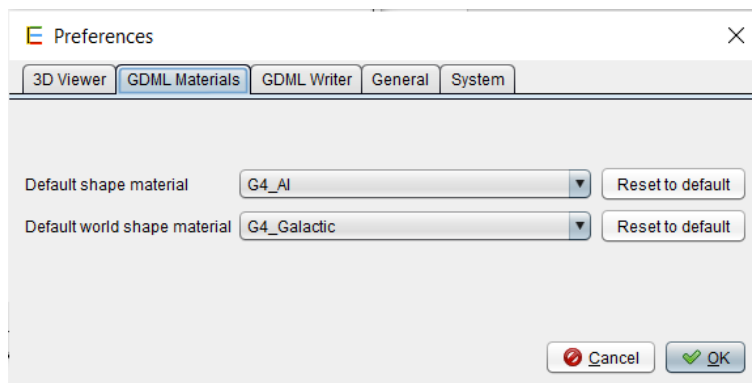 Preferences
3D Viewer GDML Materials GDML Writer General System
Default shape material G4_Al Reset to default
Default world shape material G4_Galactic Reset to default
Cancel OK